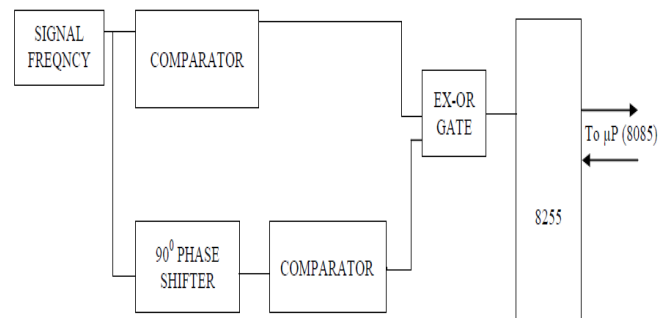 SIGNAL
FREQNCY
COMPARATOR
EX-OR
GATE
To µP (8085)
8255
90⁰ PHASE
SHIFTER
COMPARATOR